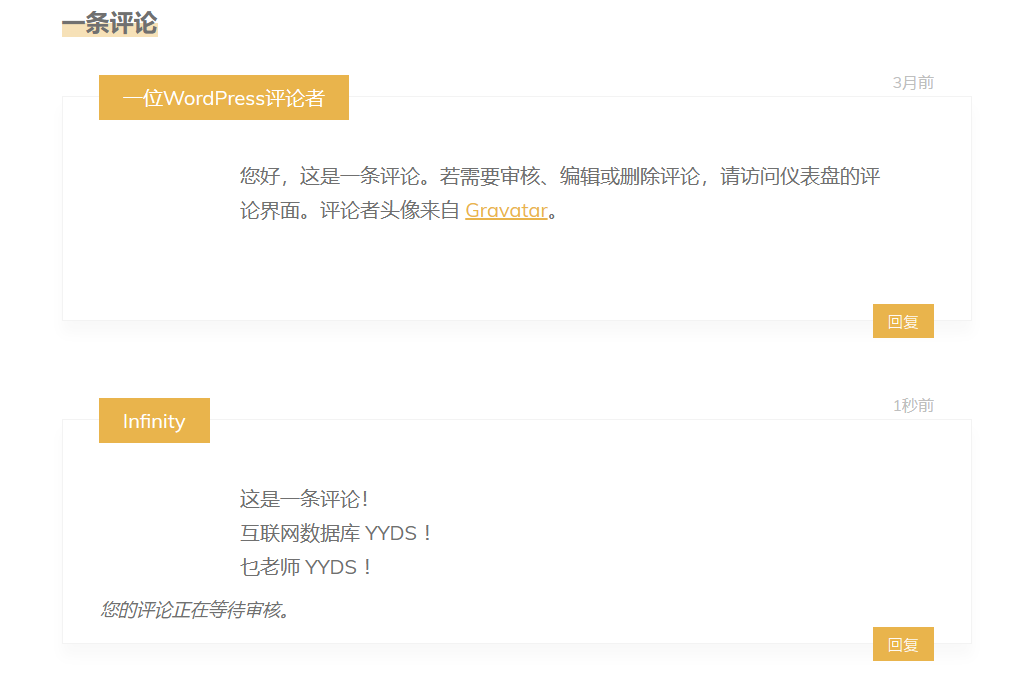 一条评论
一位WordPress评论者
3月前
您好，这是一条评论。若需要审核、编辑或删除评论，请访问仪表盘的评
论界面。评论者头像来自 Gravatar。
回复
Infinity
1秒前
这是一条评论！
互联网数据库 YYDS！
乜老师 YYDS！
您的评论正在等待审核。
回复